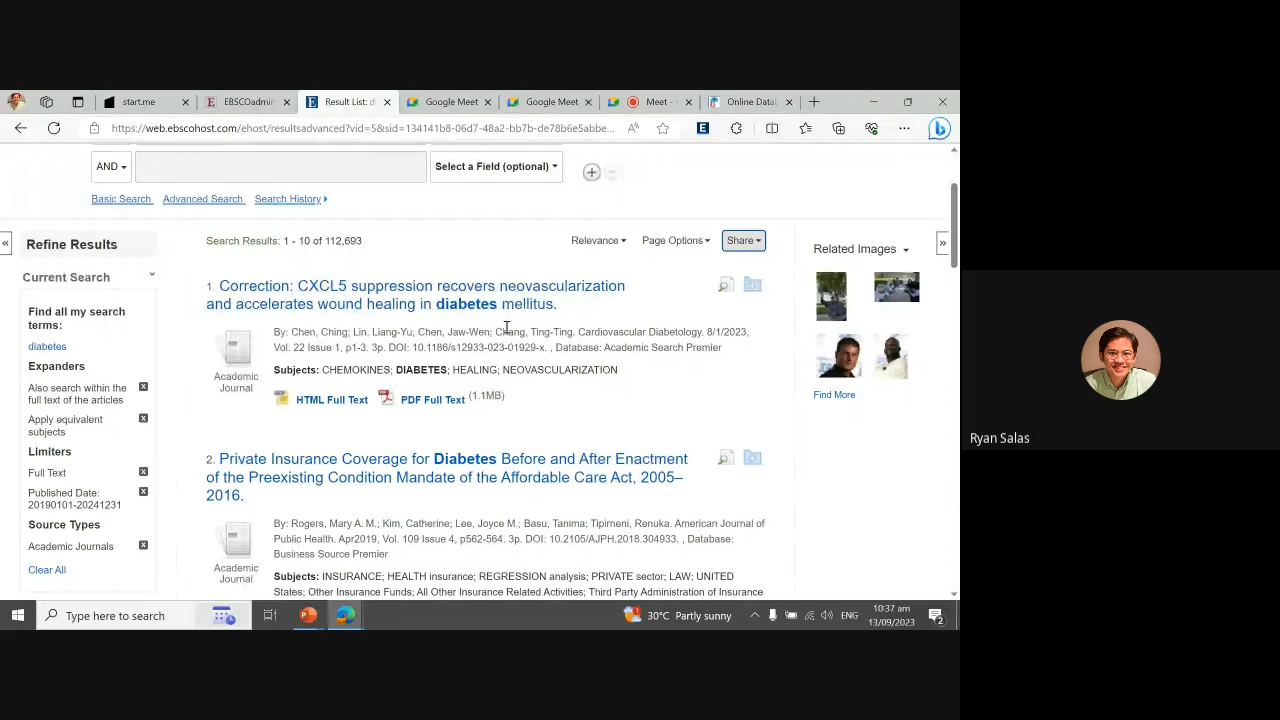 start.me
EBSCOadmin
Result List: d
Google Meet
Google Meet
Meet -
Online Datab
https://web.ebscohost.com/ehost/resultsadvanced?vid=5&sid=134141b8-06d7-48a2-bb7b-de78b6e5abbe...
AND
Select a Field (optional)
Basic Search
Advanced Search
Search History
Refine Results
Current Search
Find all my search
terms:
diabetes
Expanders
Also search within the
full text of the articles
Apply equivalent
subjects
Limiters
Full Text
Published Date:
20190101-20241231
Source Types
Academic Journals
Clear All
Search Results: 1 - 10 of 112,693
Relevance
Page Options
Share
1. Correction: CXCL5 suppression recovers neovascularization
and accelerates wound healing in diabetes mellitus.
By: Chen, Ching; Lin. Liang-Yu; Chen, Jaw-Wen; Chang, Ting-Ting. Cardiovascular Diabetology. 8/1/2023,
Vol. 22 Issue 1, p1-3. 3p. DOI: 10.1186/s12933-023-01929-x. , Database: Academic Search Premier
Academic
Journal
Subjects: CHEMOKINES; DIABETES; HEALING; NEOVASCULARIZATION
HTML Full Text
PDF Full Text (1.1MB)
2. Private Insurance Coverage for Diabetes Before and After Enactment
of the Preexisting Condition Mandate of the Affordable Care Act, 2005–
2016.
By: Rogers, Mary A. M.; Kim, Catherine; Lee, Joyce M.; Basu, Tanima; Tipirneni, Renuka. American Journal of
Public Health. Apr2019, Vol. 109 Issue 4, p562-564. 3p. DOI: 10.2105/AJPH.2018.304933. , Database:
Business Source Premier
Academic
Journal
Subjects: INSURANCE; HEALTH insurance; REGRESSION analysis; PRIVATE sector; LAW; UNITED
States; Other Insurance Funds; All Other Insurance Related Activities; Third Party Administration of Insurance
Related Images
Find More
Ryan Salas
Type here to search
30°C Partly sunny
ENG
10:37 am
13/09/2023
2